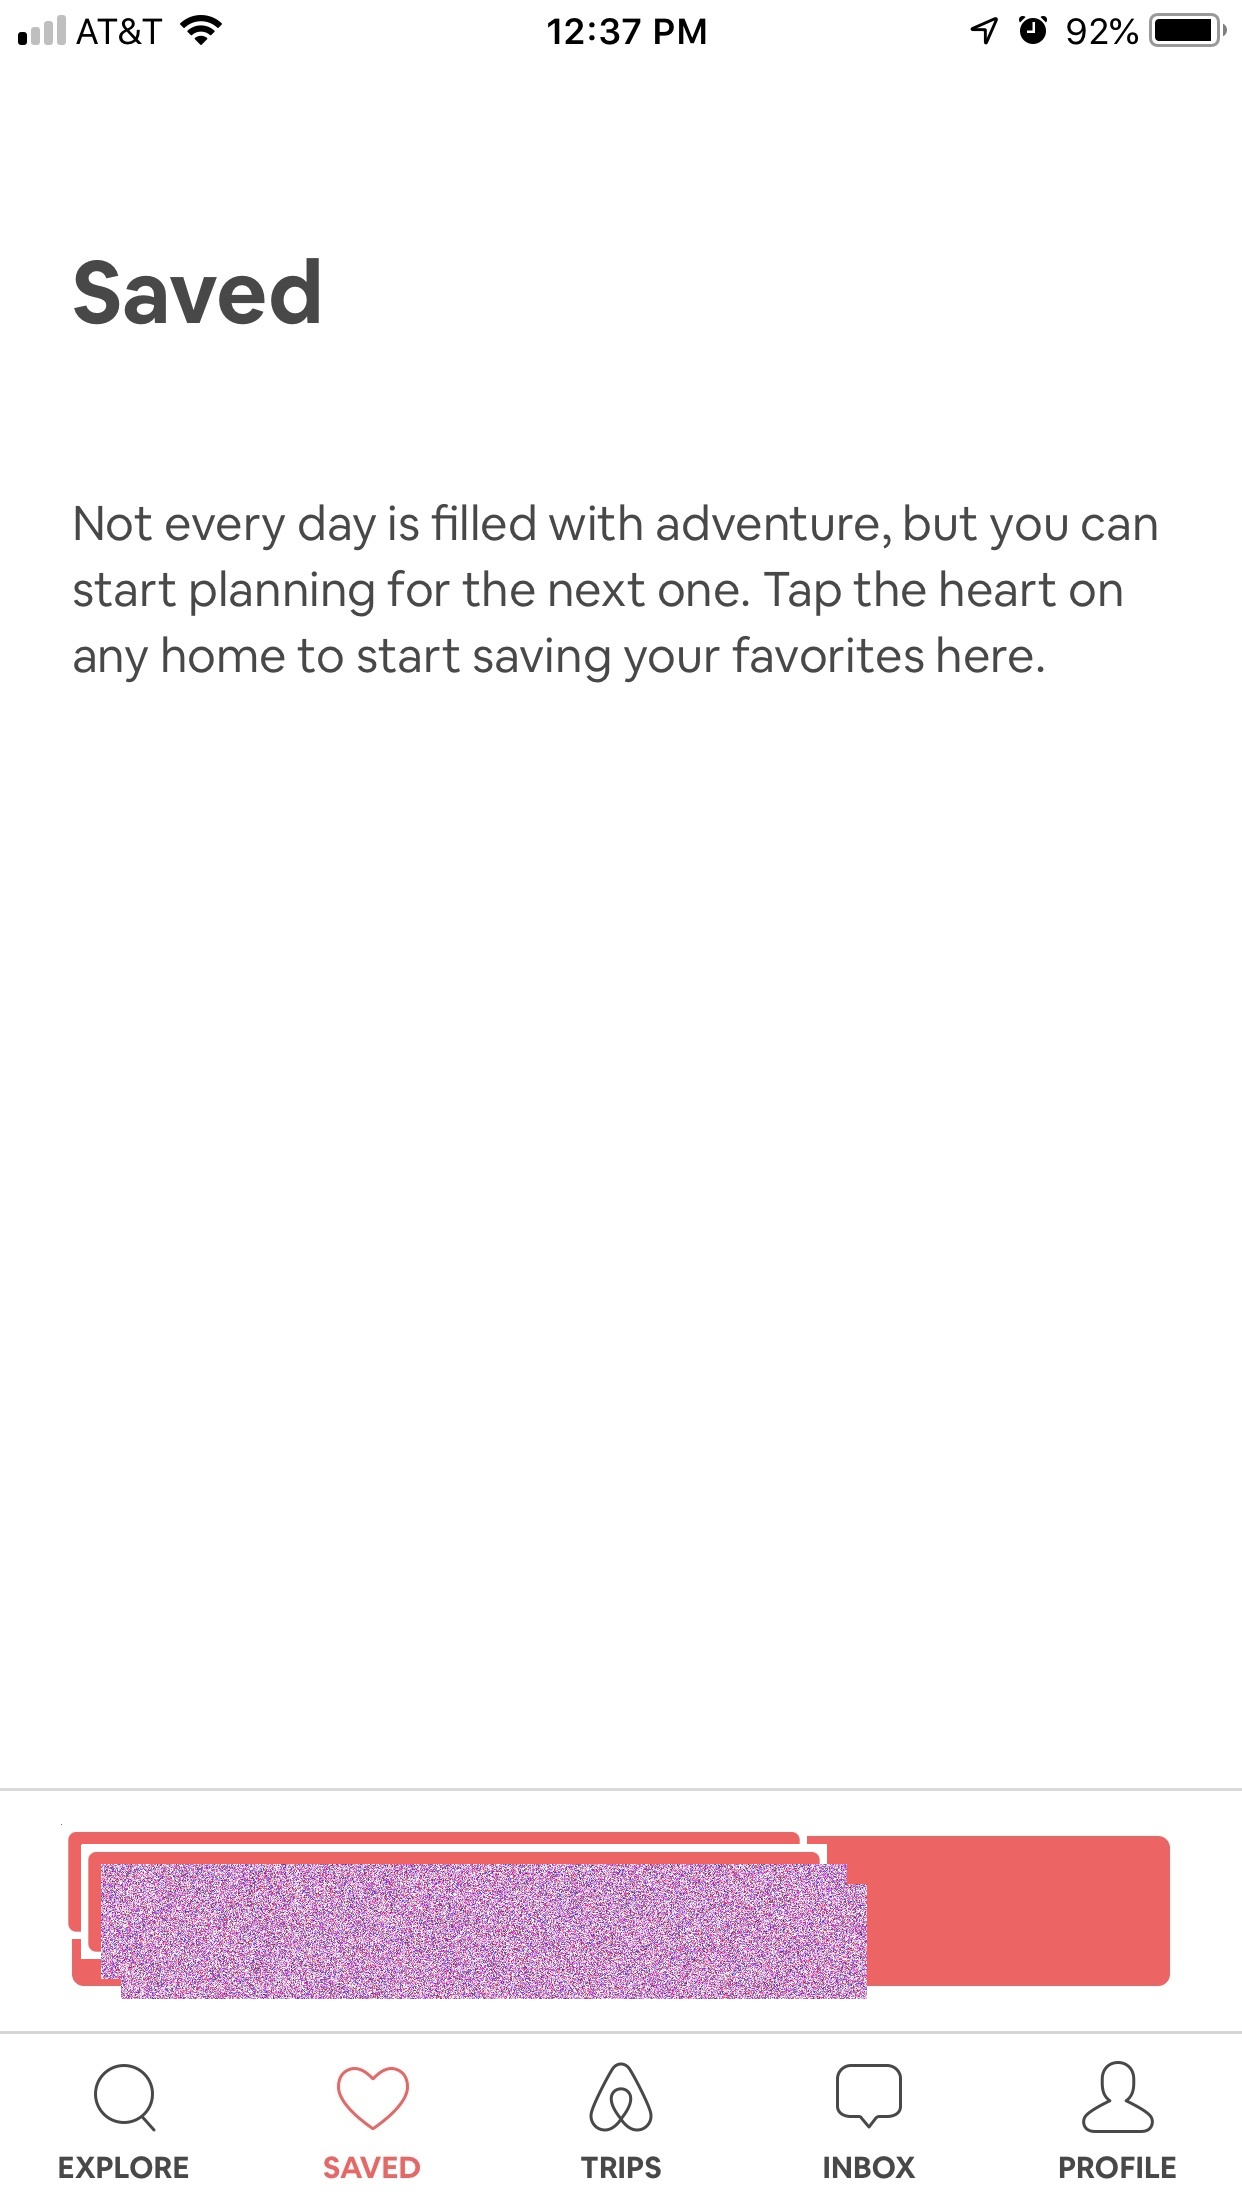 AT&T 12:37 PM 92%
Saved
Not every day is filled with adventure, but you can
start planning for the next one. Tap the heart on
any home to start saving your favorites here.
EXPLORE SAVED TRIPS INBOX PROFILE